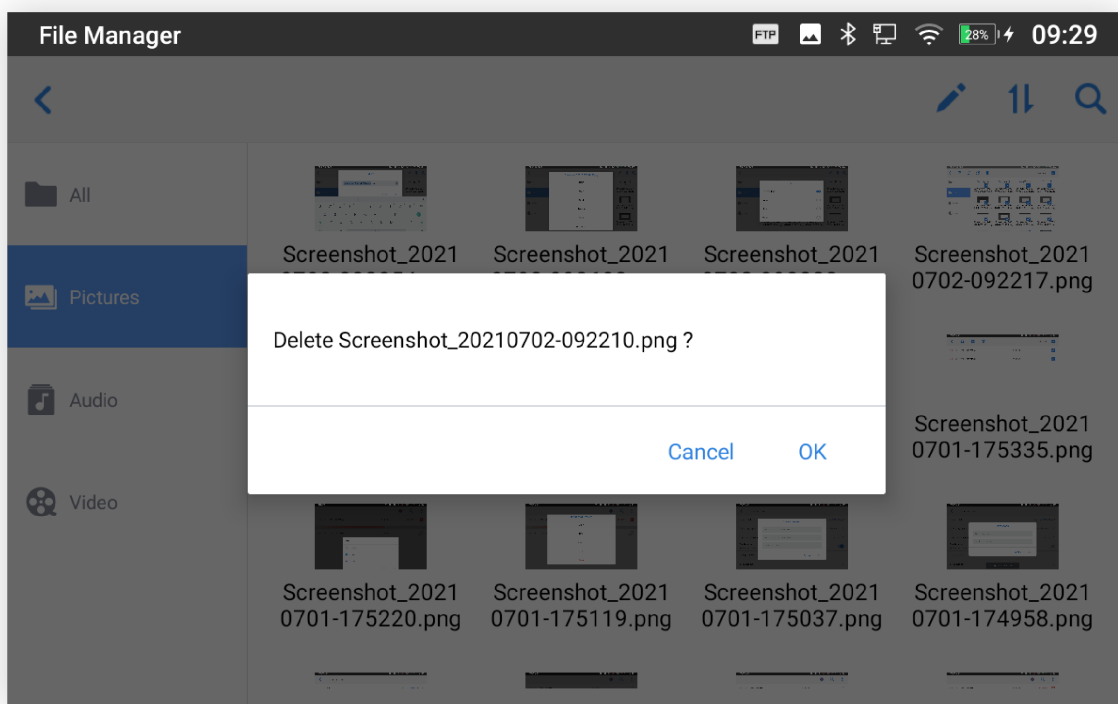 File Manager
FTP
28%
09:29
All
Pictures
Audio
Video
Screenshot_2021
Screenshot_2021
Screenshot_2021
Screenshot_2021
0702-092217.png
Delete Screenshot_20210702-092210.png ?
Cancel
OK
Screenshot_2021
0701-175335.png
Screenshot_2021
0701-175220.png
Screenshot_2021
0701-175119.png
Screenshot_2021
0701-175037.png
Screenshot_2021
0701-174958.png